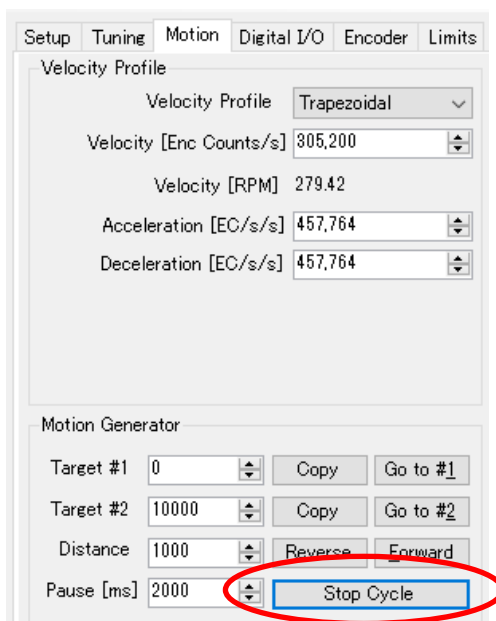 Setup Tuning Motion Digital I/O Encoder Limits
Velocity Profile
Velocity Profile Trapezoidal
Velocity [Enc Counts/s] 305,200
Velocity [RPM] 279.42
Acceleration [EC/s/s] 457,764
Deceleration [EC/s/s] 457,764
Motion Generator
Target #1 0 Copy Go to #1
Target #2 10000 Copy Go to #2
Distance 1000 Reverse Forward
Pause [ms] 2000 Stop Cycle